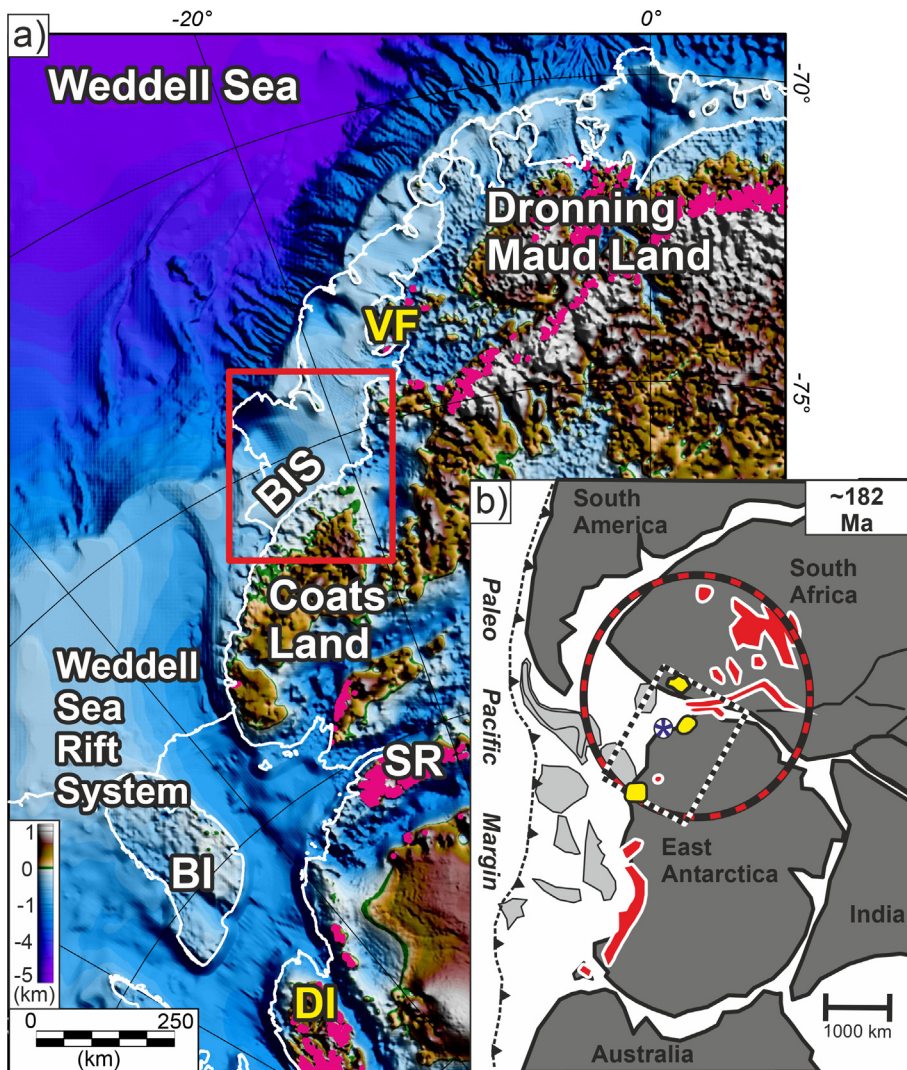 a)
-20°
0°
Weddell Sea
-70°
Dronning
Maud Land
VF
-75°
BIS
Coats
Land
Weddell
Sea
Rift
System
SR
BI
DI
1
0
-1
-4
-5
(km)
0
250
(km)
b)
~182
Ma
South
America
South
Africa
Paleo
Pacific
Margin
East
Antarctica
India
Australia
1000 km